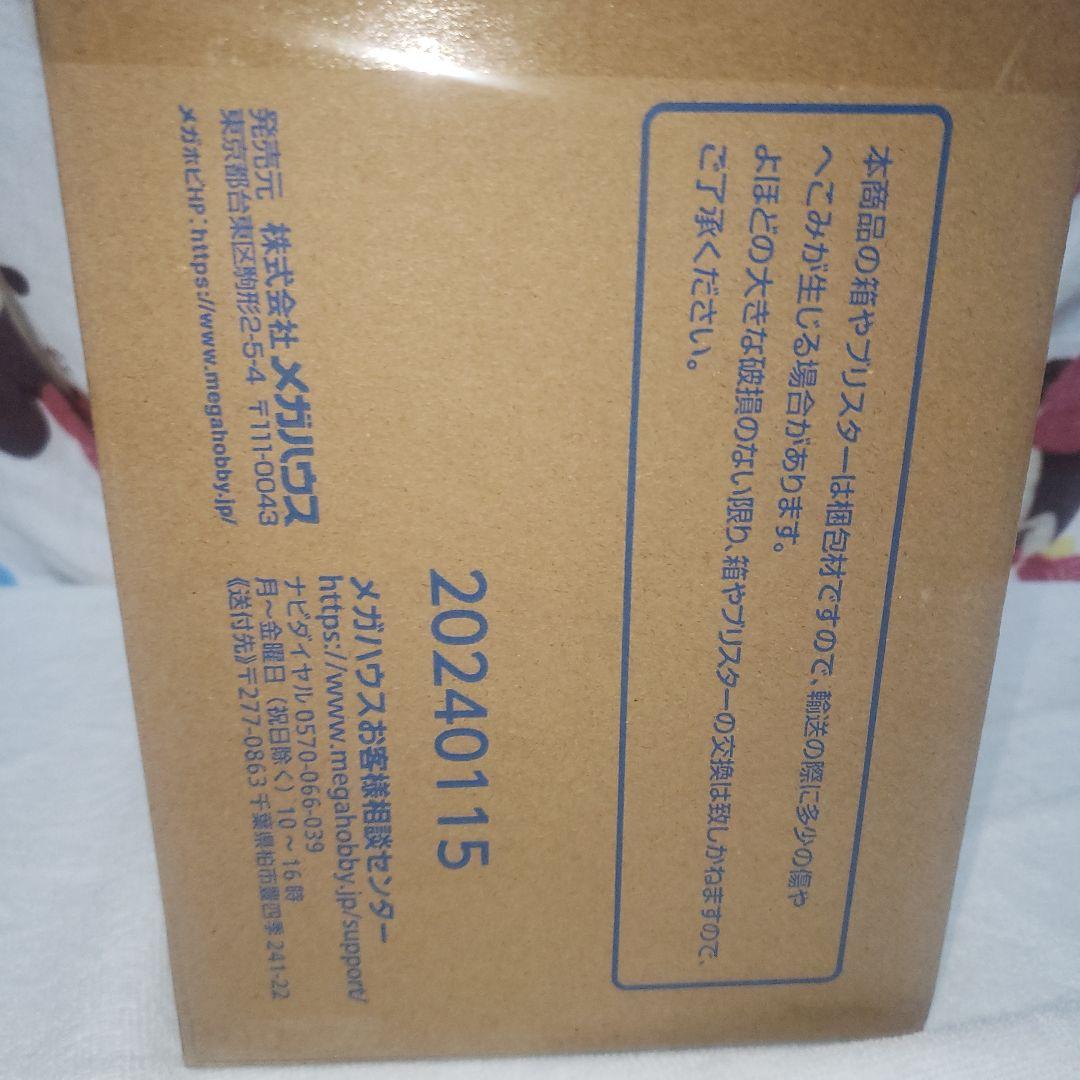 本商品の箱やブリスターは梱包材ですので、輸送の際に多少の傷や
へこみが生じる場合があります。
よほどの大きな破損のない限り、箱やブリスターの交換は致しかねますので、
ご了承ください。
20240115
発売元 株式会社メガハウス
東京都台東区駒形2-5-4 〒111-0043
メガホビHP：https://www.megahobby.jp/
メガハウスお客様相談センター
https://www.megahobby.jp/support/
ナビダイヤル 0570-066-039
月～金曜日（祝日除く）10～16時
《送付先》〒277-0863 千葉県柏市豊四季 241-22